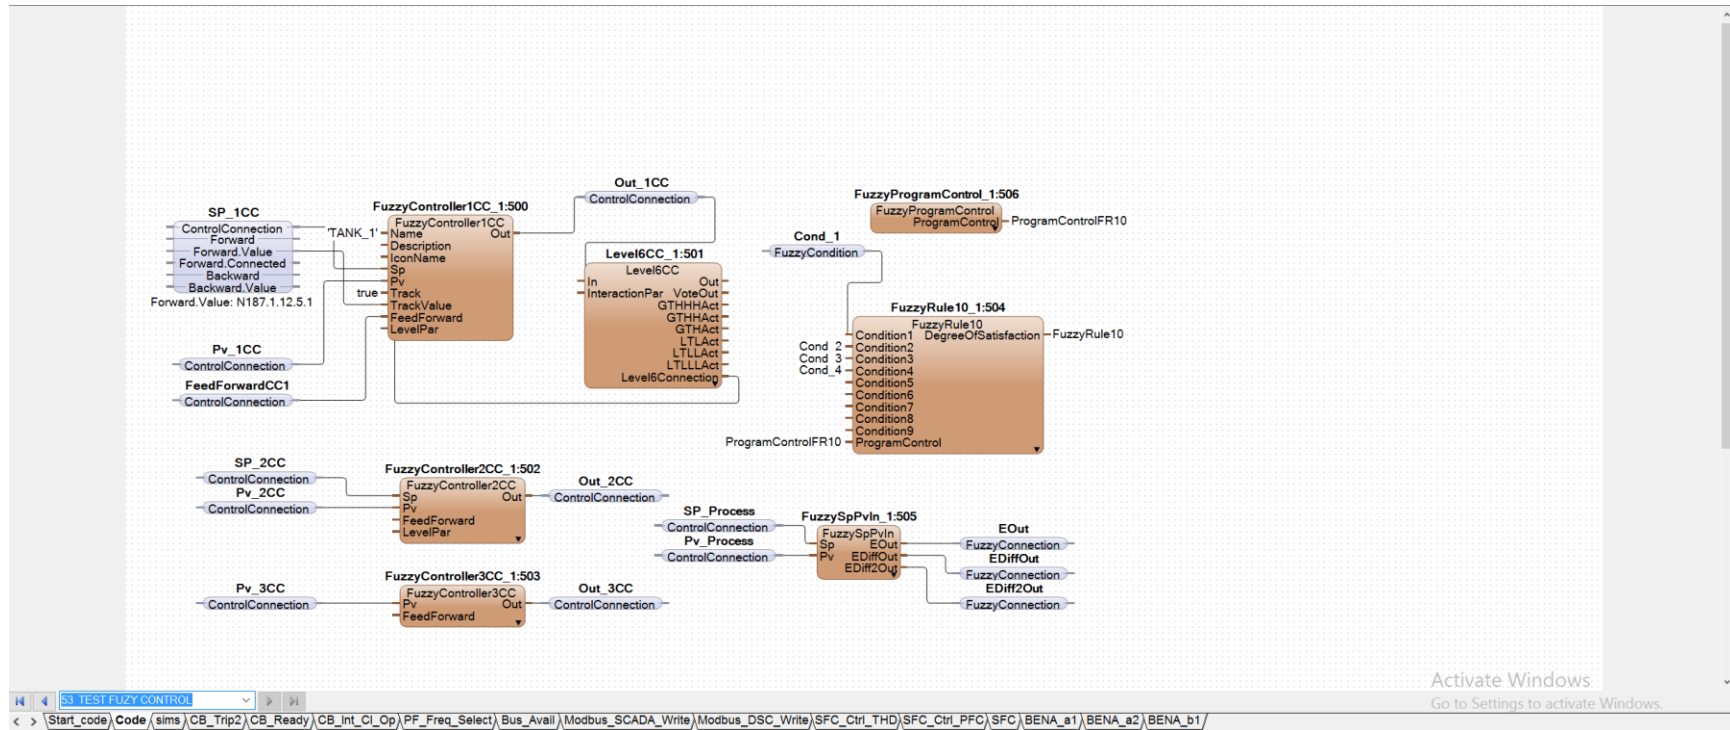 Out_1CC
ControlConnection
SP_1CC
ControlConnection
Forward
Forward.Value
Forward.Connected
Backward
Backward.Value
Forward.Value: N187.1.12.5.1
FuzzyController1CC_1:500
FuzzyController1CC
'TANK_1'
Name
Out
Description
IconName
Sp
Pv
true
Track
TrackValue
FeedForward
LevelPar
Pv_1CC
ControlConnection
FeedForwardCC1
ControlConnection
Level6CC_1:501
Level6CC
In
Out
InteractionPar
VoteOut
GTHHHAct
GTHHAct
GTHAct
LTLAct
LTLLAct
LTLLLAct
Level6Connection
FuzzyProgramControl_1:506
FuzzyProgramControl
ProgramControl
ProgramControlFR10
Cond_1
FuzzyCondition
FuzzyRule10_1:504
FuzzyRule10
Condition1
DegreeOfSatisfaction
FuzzyRule10
Cond_2
Condition2
Cond_3
Condition3
Cond_4
Condition4
Condition5
Condition6
Condition7
Condition8
Condition9
ProgramControlFR10
ProgramControl
SP_2CC
ControlConnection
Pv_2CC
ControlConnection
FuzzyController2CC_1:502
FuzzyController2CC
Sp
Out
Pv
FeedForward
LevelPar
Out_2CC
ControlConnection
SP_Process
ControlConnection
Pv_Process
ControlConnection
FuzzySpPvIn_1:505
FuzzySpPvIn
Sp
EOut
Pv
EDiffOut
EDiff2Out
EOut
FuzzyConnection
EDiffOut
FuzzyConnection
EDiff2Out
FuzzyConnection
Pv_3CC
ControlConnection
FuzzyController3CC_1:503
FuzzyController3CC
Pv
Out
FeedForward
Out_3CC
ControlConnection
Activate Windows
Go to Settings to activate Windows.
53 TEST FUZY CONTROL
Start_code Code sims CB_Trip2 CB_Ready CB_Int_Cl_Op PF_Freq_Select Bus_Avail Modbus_SCADA_Write Modbus_DSC_Write SFC_Ctrl_THD SFC_Ctrl_PFC SFC BENA_a1 BENA_a2 BENA_b1